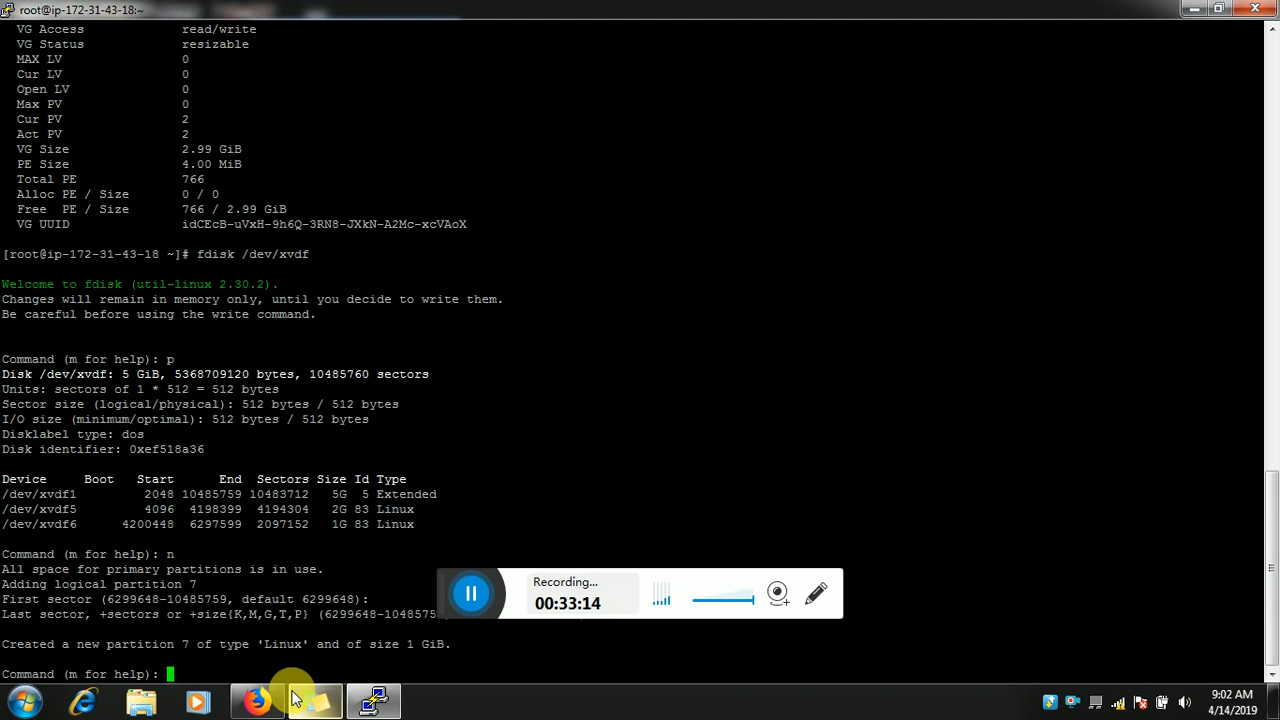 root@ip-172-31-43-18:~
VG Access read/write
VG Status resizable
MAX LV 0
Cur LV 0
Open LV 0
Max PV 0
Cur PV 2
Act PV 2
VG Size 2.99 GiB
PE Size 4.00 MiB
Total PE 766
Alloc PE / Size 0 / 0
Free PE / Size 766 / 2.99 GiB
VG UUID idCEcB-uVxH-9h6Q-3RN8-JXkN-A2Mc-xcVAoX
[root@ip-172-31-43-18 ~]# fdisk /dev/xvdf
Welcome to fdisk (util-linux 2.30.2).
Changes will remain in memory only, until you decide to write them.
Be careful before using the write command.
Command (m for help): p
Disk /dev/xvdf: 5 GiB, 5368709120 bytes, 10485760 sectors
Units: sectors of 1 * 512 = 512 bytes
Sector size (logical/physical): 512 bytes / 512 bytes
I/O size (minimum/optimal): 512 bytes / 512 bytes
Disklabel type: dos
Disk identifier: 0xef518a36
Device Boot Start End Sectors Size Id Type
/dev/xvdf1 2048 10485759 10483712 5G 5 Extended
/dev/xvdf5 4096 4198399 4194304 2G 83 Linux
/dev/xvdf6 4200448 6297599 2097152 1G 83 Linux
Command (m for help): n
All space for primary partitions is in use.
Adding logical partition 7
First sector (6299648-10485759, default 6299648):
Last sector, +sectors or +size{K,M,G,T,P} (6299648-1048575
Created a new partition 7 of type 'Linux' and of size 1 GiB.
Command (m for help):
Recording...
00:33:14
9:02 AM
4/14/2019